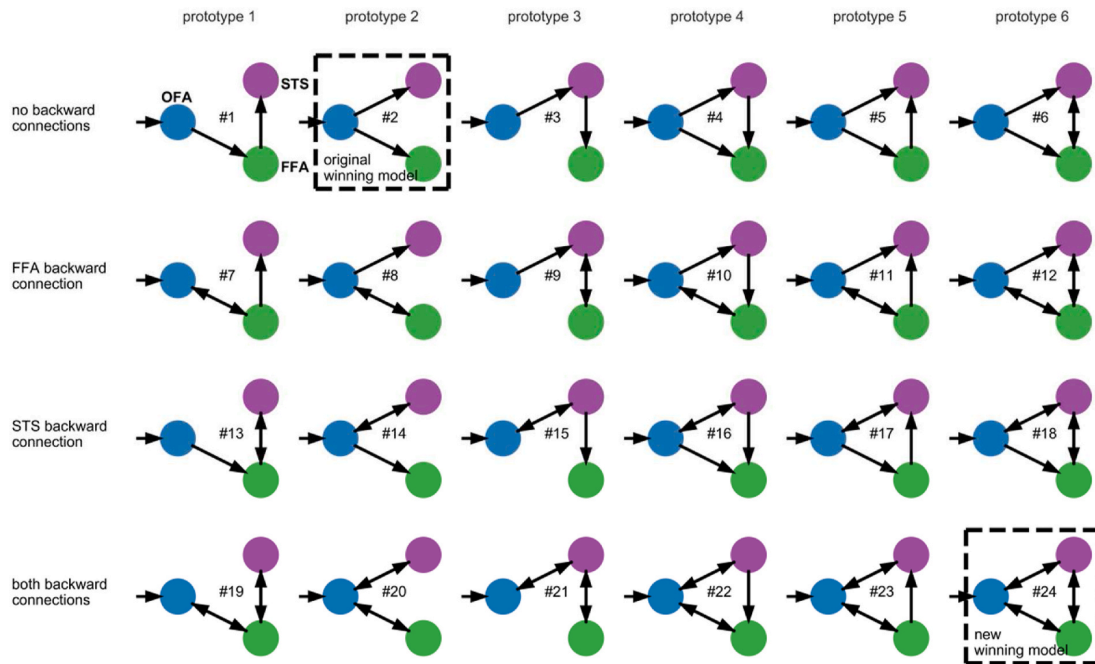 prototype 1 prototype 2 prototype 3 prototype 4 prototype 5 prototype 6
no backward
connections
OFA
STS
FFA
#1 #2 #3 #4 #5 #6
original
winning model
FFA backward
connection
#7 #8 #9 #10 #11 #12
STS backward
connection
#13 #14 #15 #16 #17 #18
both backward
connections
#19 #20 #21 #22 #23 #24
new
winning model